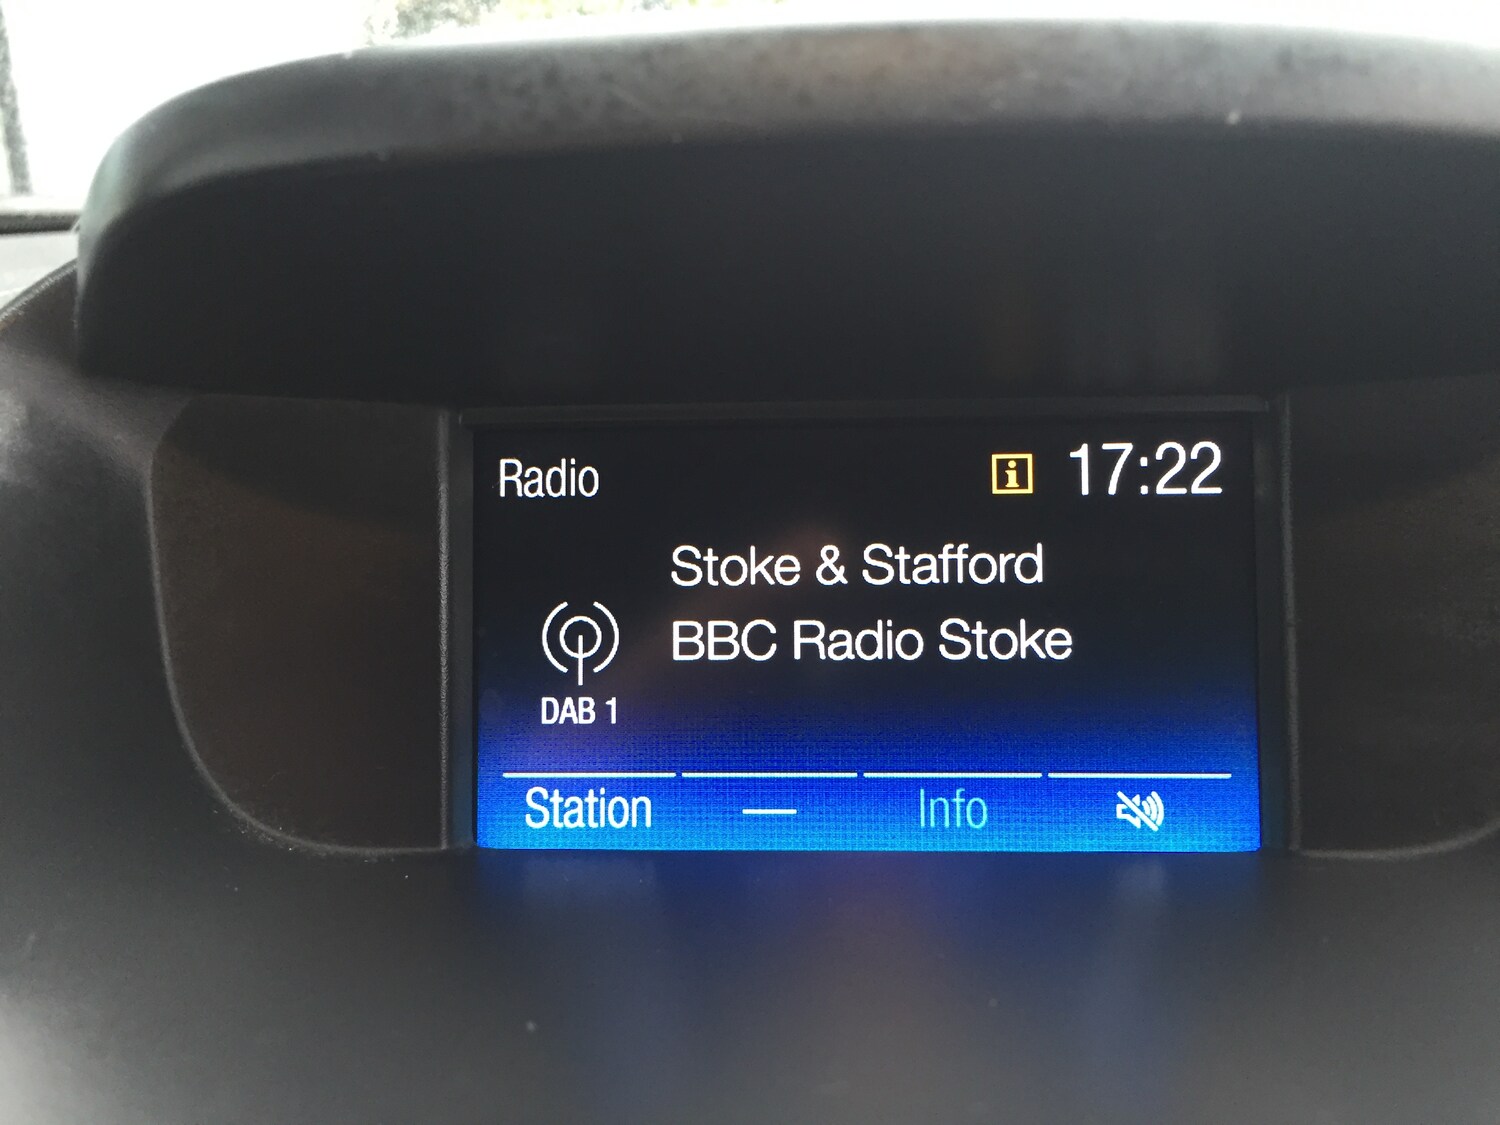 Radio
i 17:22
Stoke & Stafford
BBC Radio Stoke
DAB 1
Station — Info